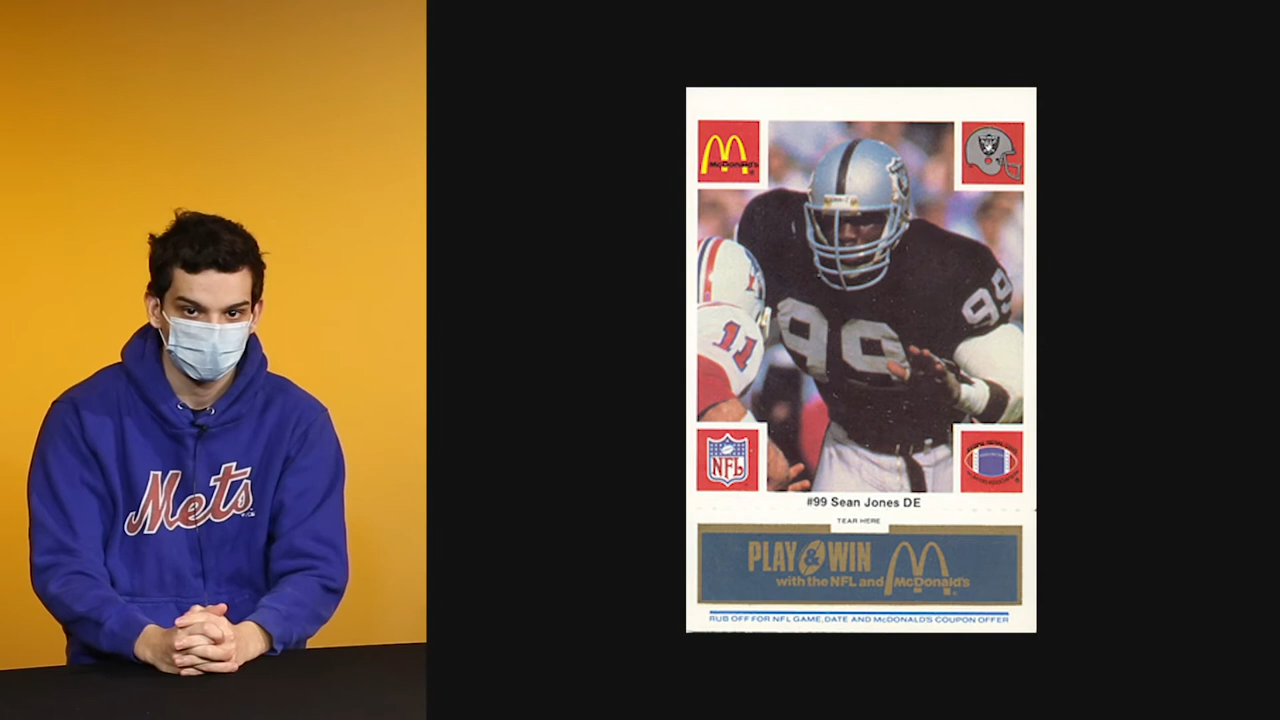 Mets
McDonald's
99
99
11
NFL
#99 Sean Jones DE
TEAR HERE
PLAY & WIN
with the NFL and McDonald's
RUB OFF FOR NFL GAME, DATE AND McDONALD'S COUPON OFFER